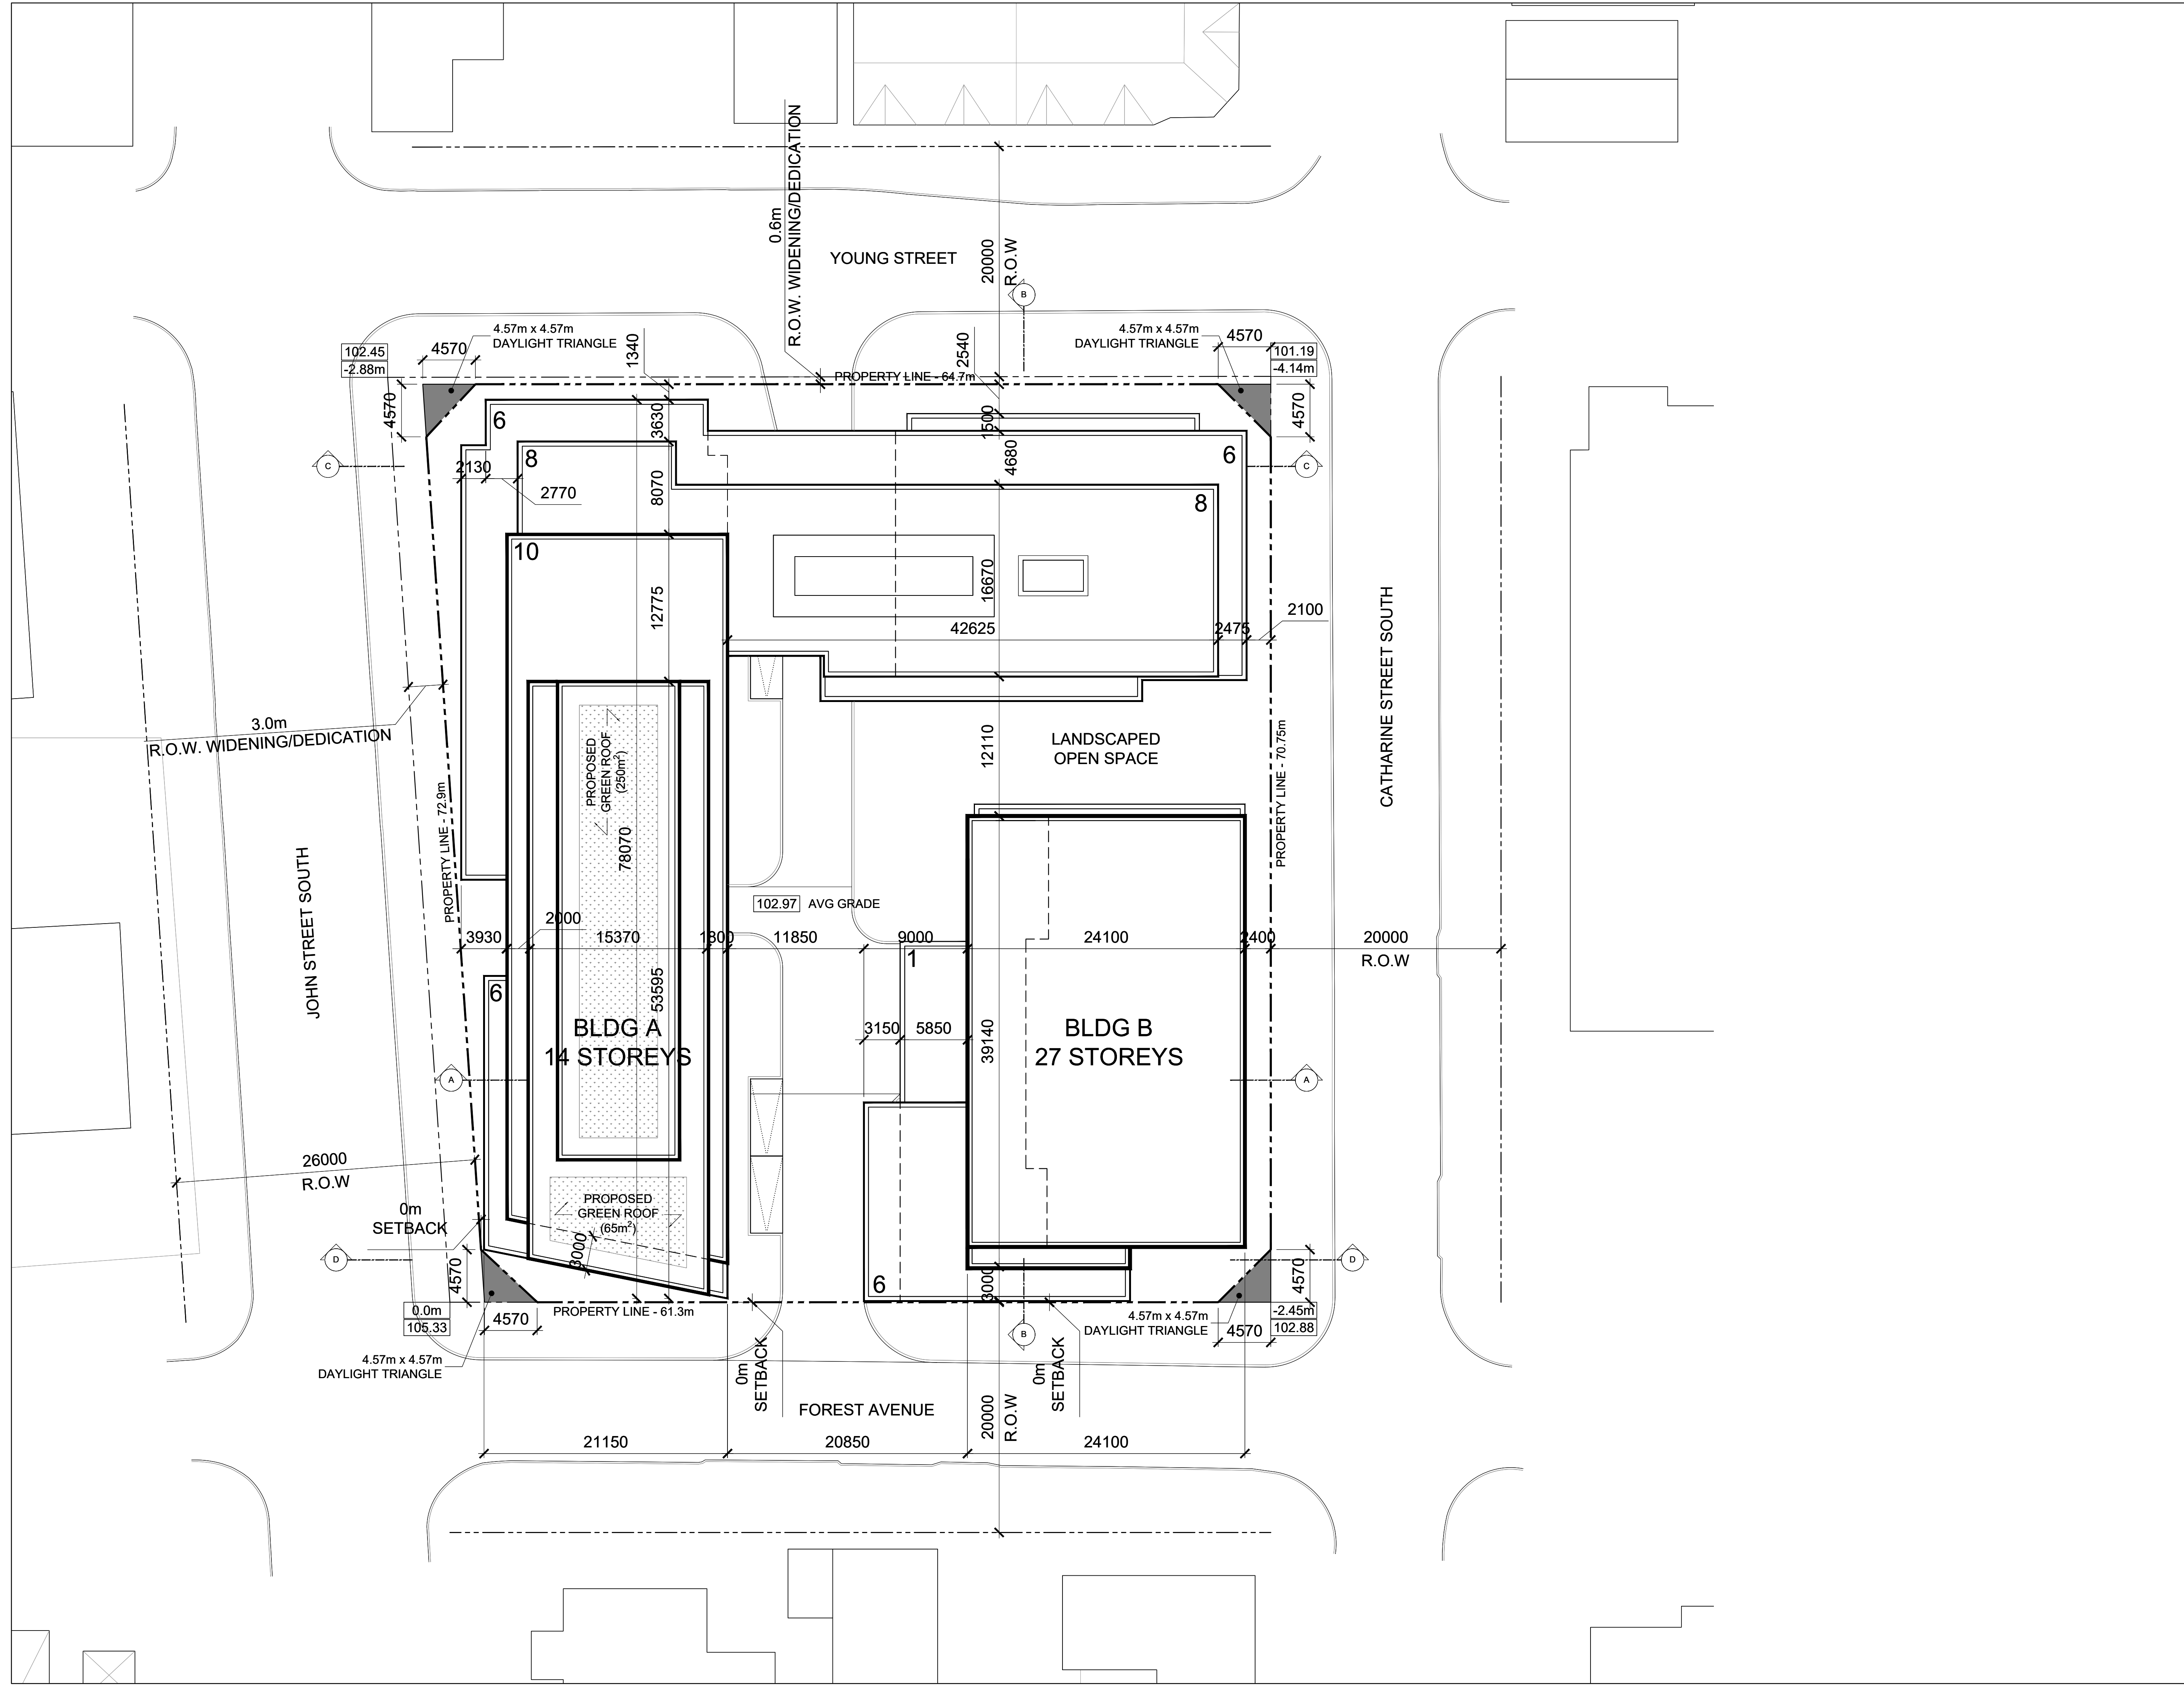 0.6m
R.O.W. WIDENING/DEDICATION
YOUNG STREET
20000
R.O.W
B
4.57m x 4.57m
DAYLIGHT TRIANGLE
4.57m x 4.57m
DAYLIGHT TRIANGLE
102.45
-2.88m
4570
1340
2540
4570
101.19
-4.14m
PROPERTY LINE - 64.7m
4570
4570
6
3630
1500
C
2130
8
2770
8070
4680
6
C
8
10
12775
16670
42625
2475
2100
CATHARINE STREET SOUTH
3.0m
R.O.W. WIDENING/DEDICATION
PROPOSED
GREEN ROOF
(250m²)
12110
LANDSCAPED
OPEN SPACE
PROPERTY LINE - 70.75m
PROPERTY LINE - 72.9m
78070
JOHN STREET SOUTH
102.97
AVG GRADE
2000
3930
15370
1800
11850
9000
24100
2400
20000
R.O.W
1
6
53595
BLDG A
14 STOREYS
3150
5850
39140
BLDG B
27 STOREYS
A
A
26000
R.O.W
0m
SETBACK
PROPOSED
GREEN ROOF
(65m²)
3000
D
D
4570
6
3000
4570
0.0m
105.33
4570
PROPERTY LINE - 61.3m
4.57m x 4.57m
DAYLIGHT TRIANGLE
4570
-2.45m
102.88
B
4.57m x 4.57m
DAYLIGHT TRIANGLE
0m
SETBACK
0m
SETBACK
FOREST AVENUE
20000
R.O.W
21150
20850
24100